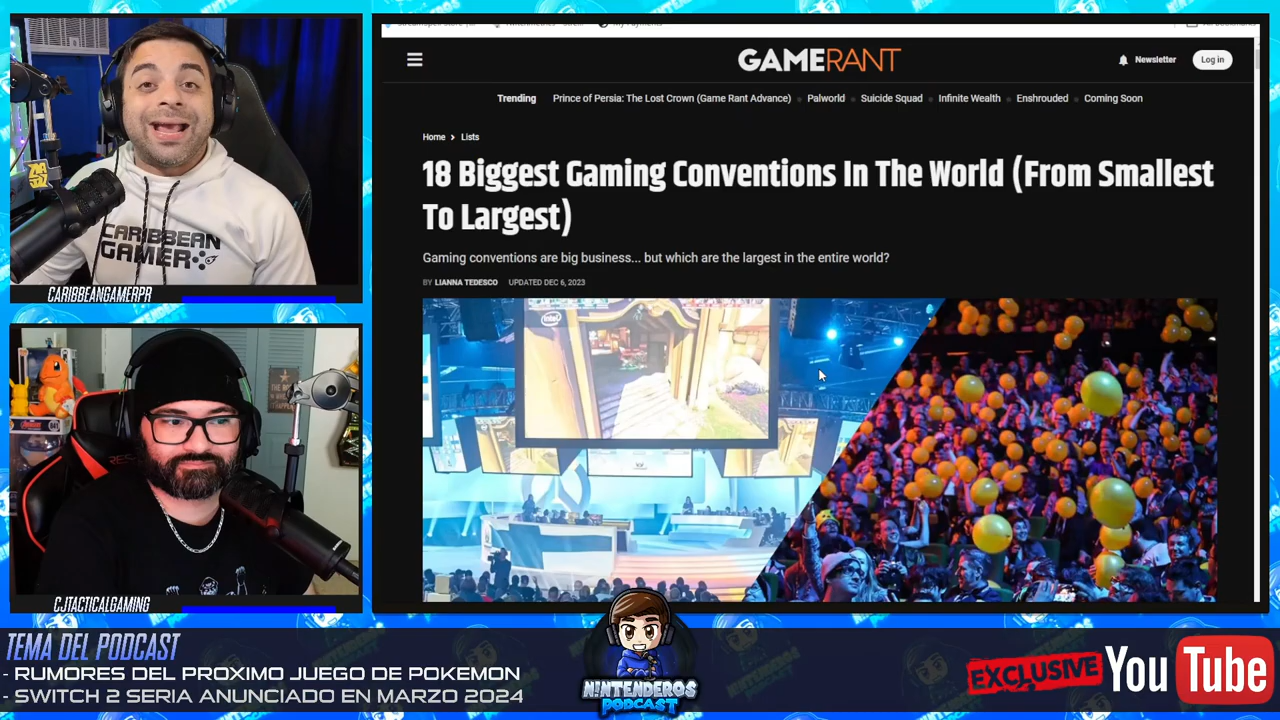 CARIBBEAN
GAMER
CARIBBEANGAMERPR
CJTACTICALGAMING
GAMERANT
Newsletter
Log in
Trending Prince of Persia: The Lost Crown (Game Rant Advance) Palworld Suicide Squad Infinite Wealth Enshrouded Coming Soon
Home > Lists
18 Biggest Gaming Conventions In The World (From Smallest
To Largest)
Gaming conventions are big business... but which are the largest in the entire world?
BY LIANNA TEDESCO UPDATED DEC 6, 2023
intel
TEMA DEL PODCAST
- RUMORES DEL PROXIMO JUEGO DE POKEMON
- SWITCH 2 SERIA ANUNCIADO EN MARZO 2024
NINTENDEROS
PODCAST
EXCLUSIVE
YouTube